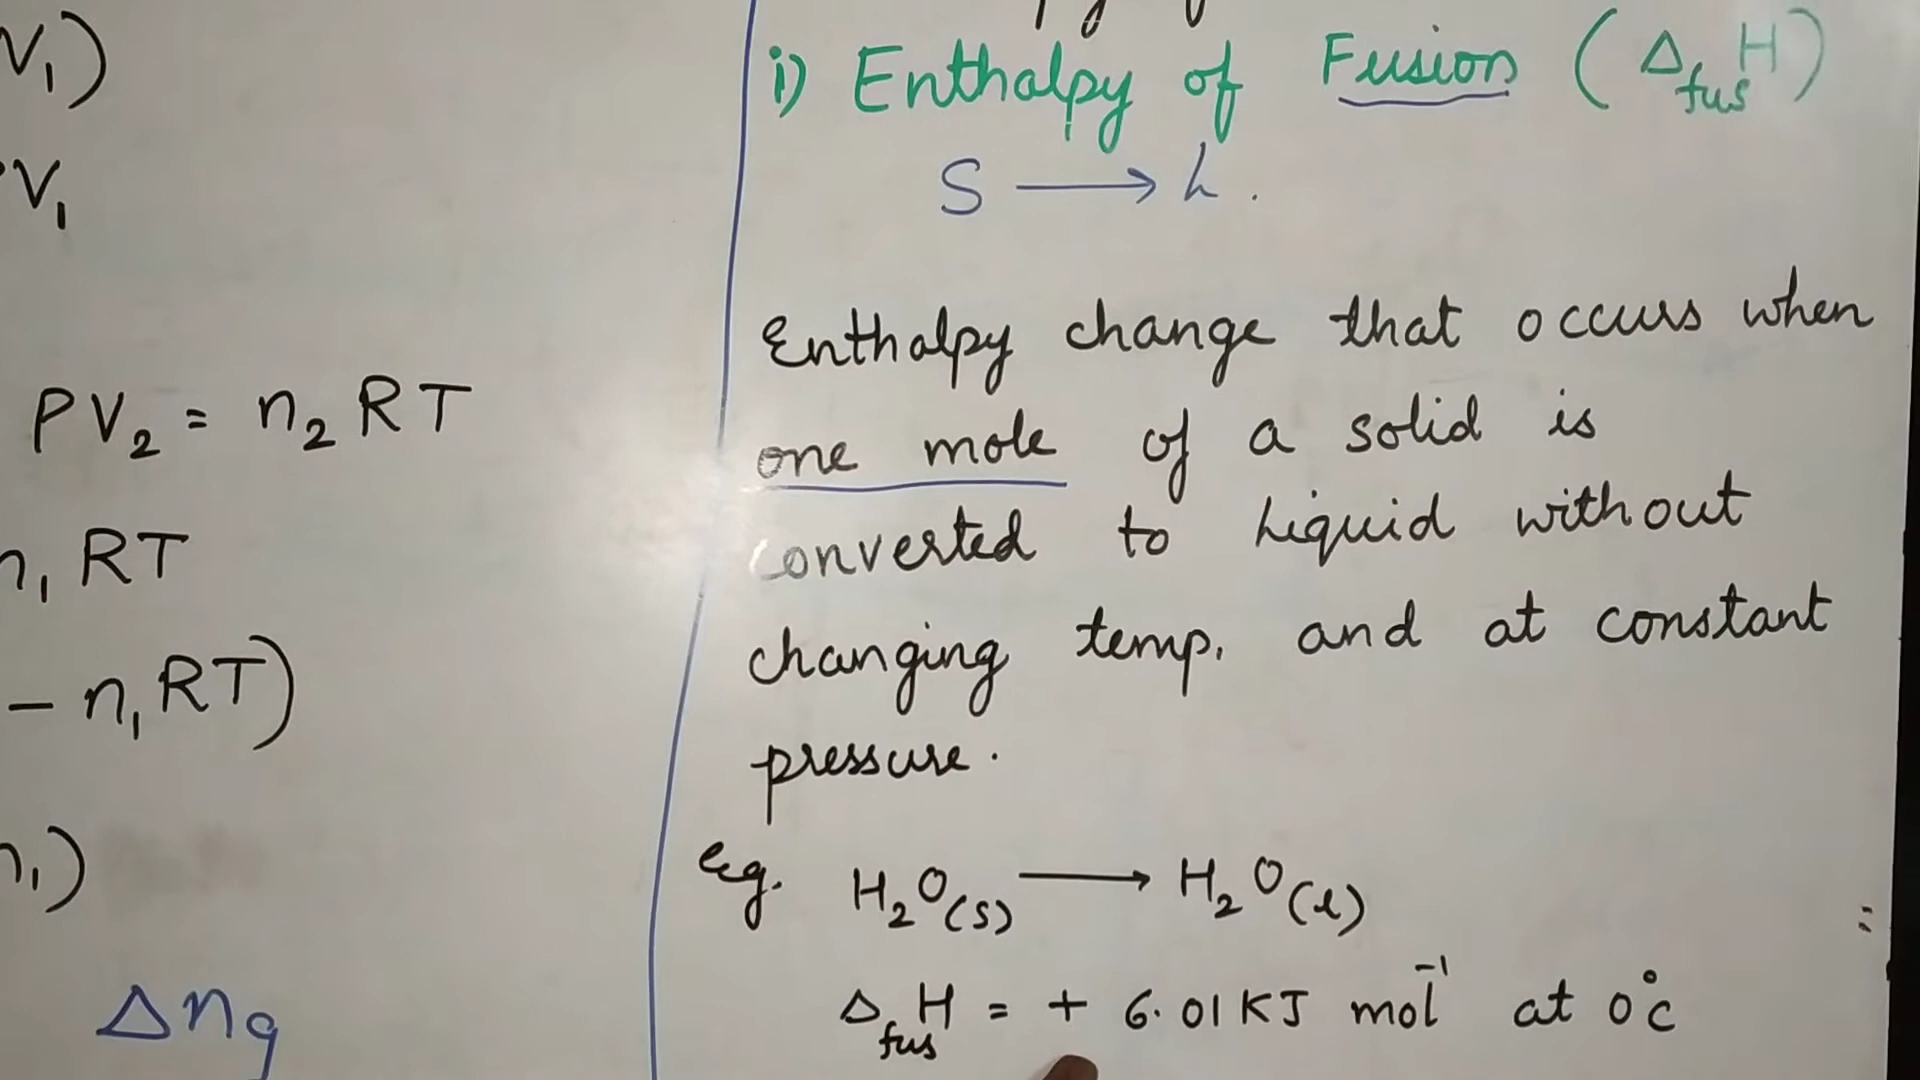 V₁)
V₁
PV₂ = n₂RT
n₁ RT
- n₁RT)
n₁)
Δng
i) Enthalpy of Fusion (ΔfusH)
S → L.
Enthalpy change that occurs when
one mole of a solid is
converted to Liquid without
changing temp. and at constant
pressure.
eg. H₂O(s) → H₂O(l)
ΔfusH = + 6.01 KJ mol⁻¹ at 0°c